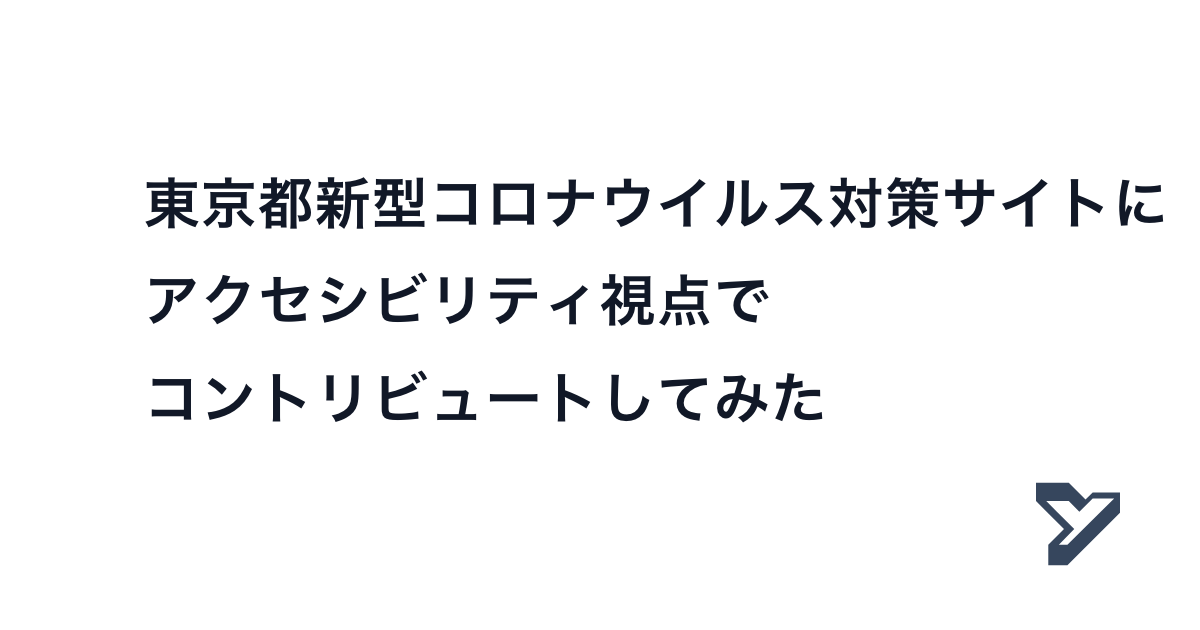 東京都新型コロナウイルス対策サイトに
アクセシビリティ視点で
コントリビュートしてみた